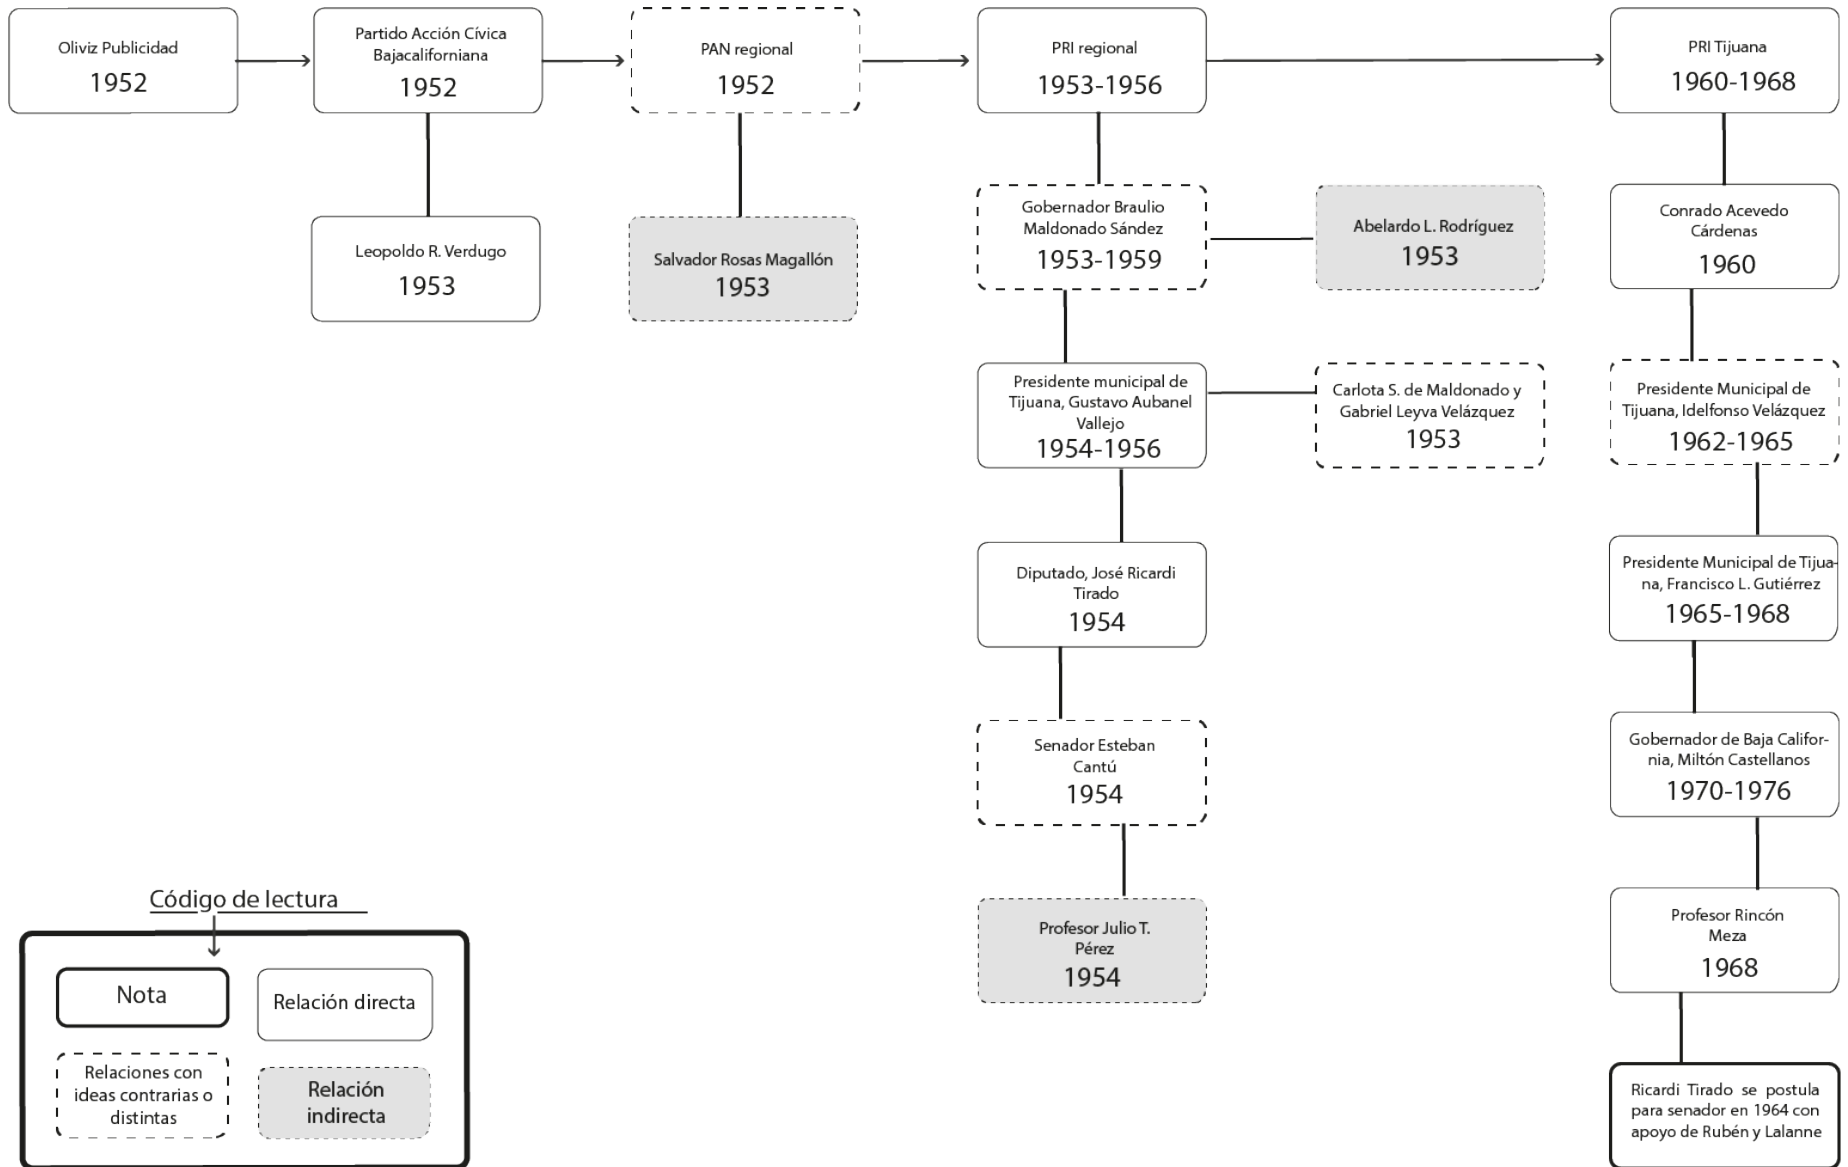 Oliviz Publicidad
1952
Partido Acción Cívica
Bajacaliforniana
1952
PAN regional
1952
PRI regional
1953-1956
PRI Tijuana
1960-1968
Leopoldo R. Verdugo
1953
Salvador Rosas Magallón
1953
Gobernador Braulio
Maldonado Sández
1953-1959
Abelardo L. Rodríguez
1953
Conrado Acevedo
Cárdenas
1960
Presidente municipal de
Tijuana, Gustavo Aubanel
Vallejo
1954-1956
Carlota S. de Maldonado y
Gabriel Leyva Velázquez
1953
Presidente Municipal de
Tijuana, Idelfonso Velázquez
1962-1965
Diputado, José Ricardi
Tirado
1954
Presidente Municipal de Tijua-
na, Francisco L. Gutiérrez
1965-1968
Senador Esteban
Cantú
1954
Gobernador de Baja Califor-
nia, Miltón Castellanos
1970-1976
Profesor Julio T.
Pérez
1954
Profesor Rincón
Meza
1968
Ricardi Tirado se postula
para senador en 1964 con
apoyo de Rubén y Lalanne
Código de lectura
Nota
Relación directa
Relaciones con
ideas contrarias o
distintas
Relación
indirecta